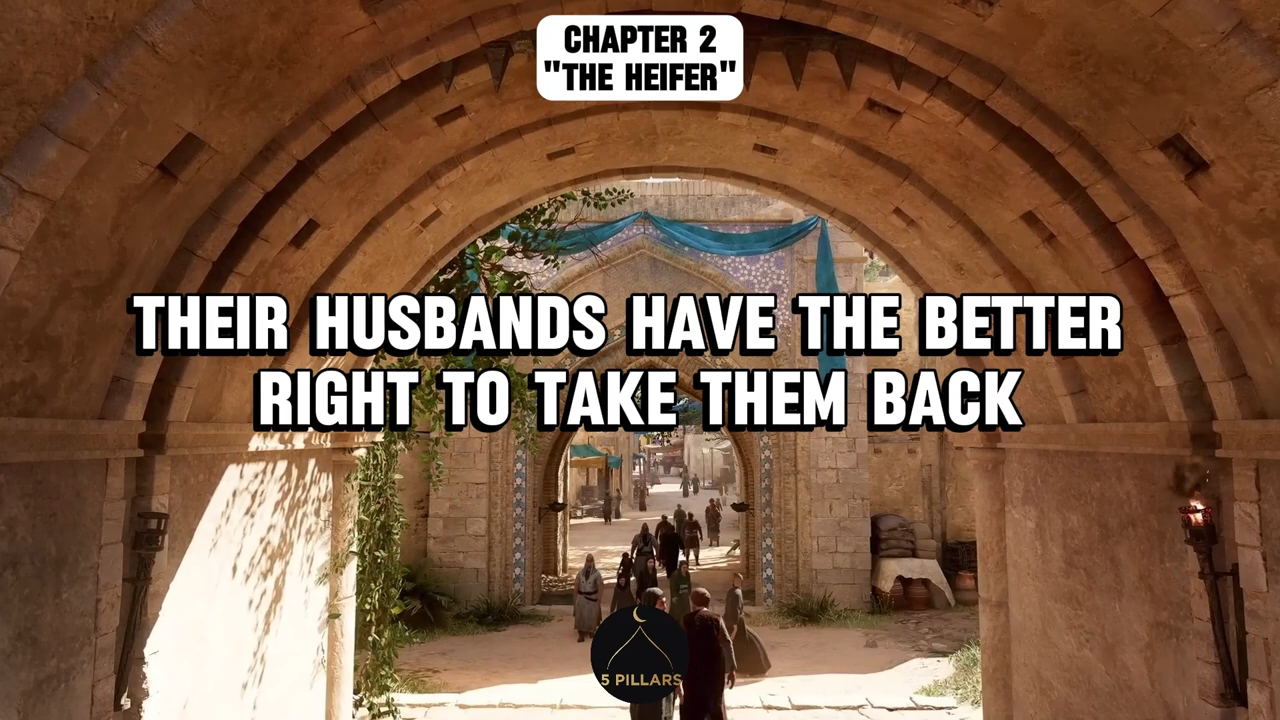 CHAPTER 2
"THE HEIFER"
THEIR HUSBANDS HAVE THE BETTER
RIGHT TO TAKE THEM BACK
5 PILLARS